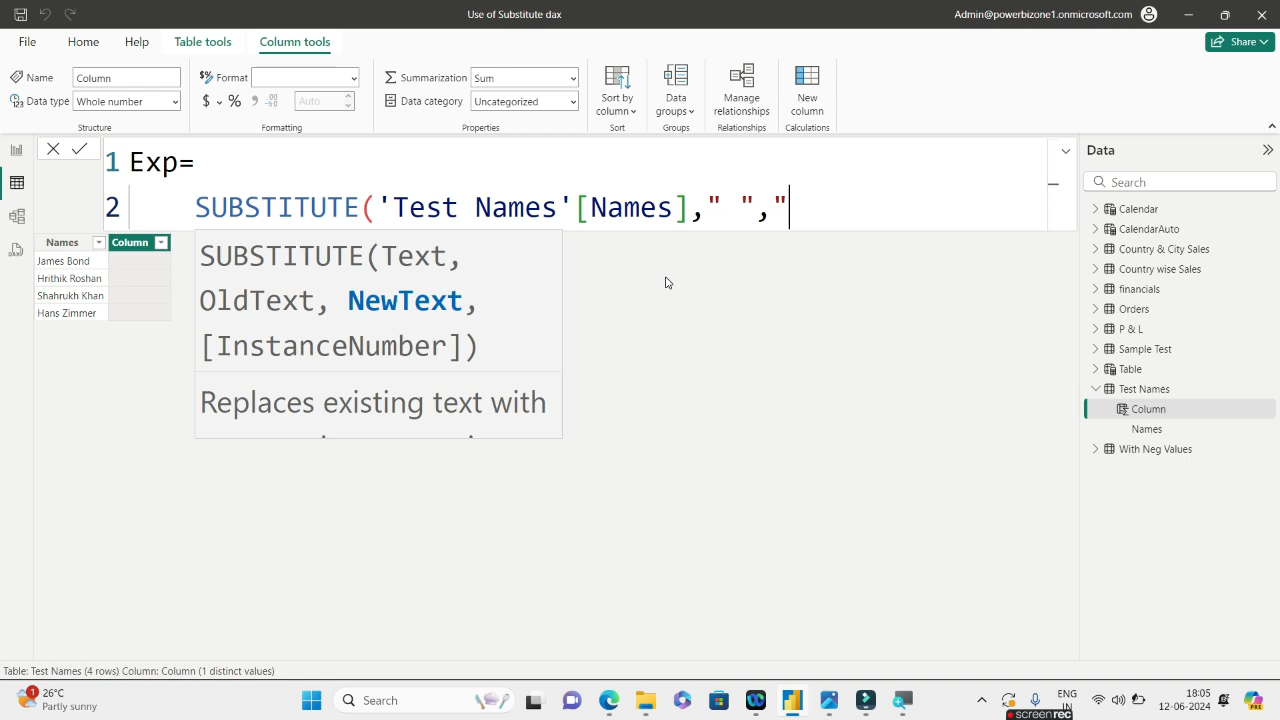 Use of Substitute dax
Admin@powerbizone1.onmicrosoft.com
File Home Help Table tools Column tools
Share
Name Column
Data type Whole number
Structure
Format
$ % Auto
Formatting
Summarization Sum
Data category Uncategorized
Properties
Sort by column
Sort
Data groups
Groups
Manage relationships
Relationships
New column
Calculations
1 Exp=
2 SUBSTITUTE('Test Names'[Names]," ","
SUBSTITUTE(Text,
OldText, NewText,
[InstanceNumber])
Replaces existing text with
Names Column
James Bond
Hrithik Roshan
Shahrukh Khan
Hans Zimmer
Data
Search
Calendar
CalendarAuto
Country & City Sales
Country wise Sales
financials
Orders
P & L
Sample Test
Table
Test Names
Column
Names
With Neg Values
Table: Test Names (4 rows) Column: Column (1 distinct values)
1
26°C
Partly sunny
Search
ENG
IN
18:05
12-06-2024
PRE
screenrec